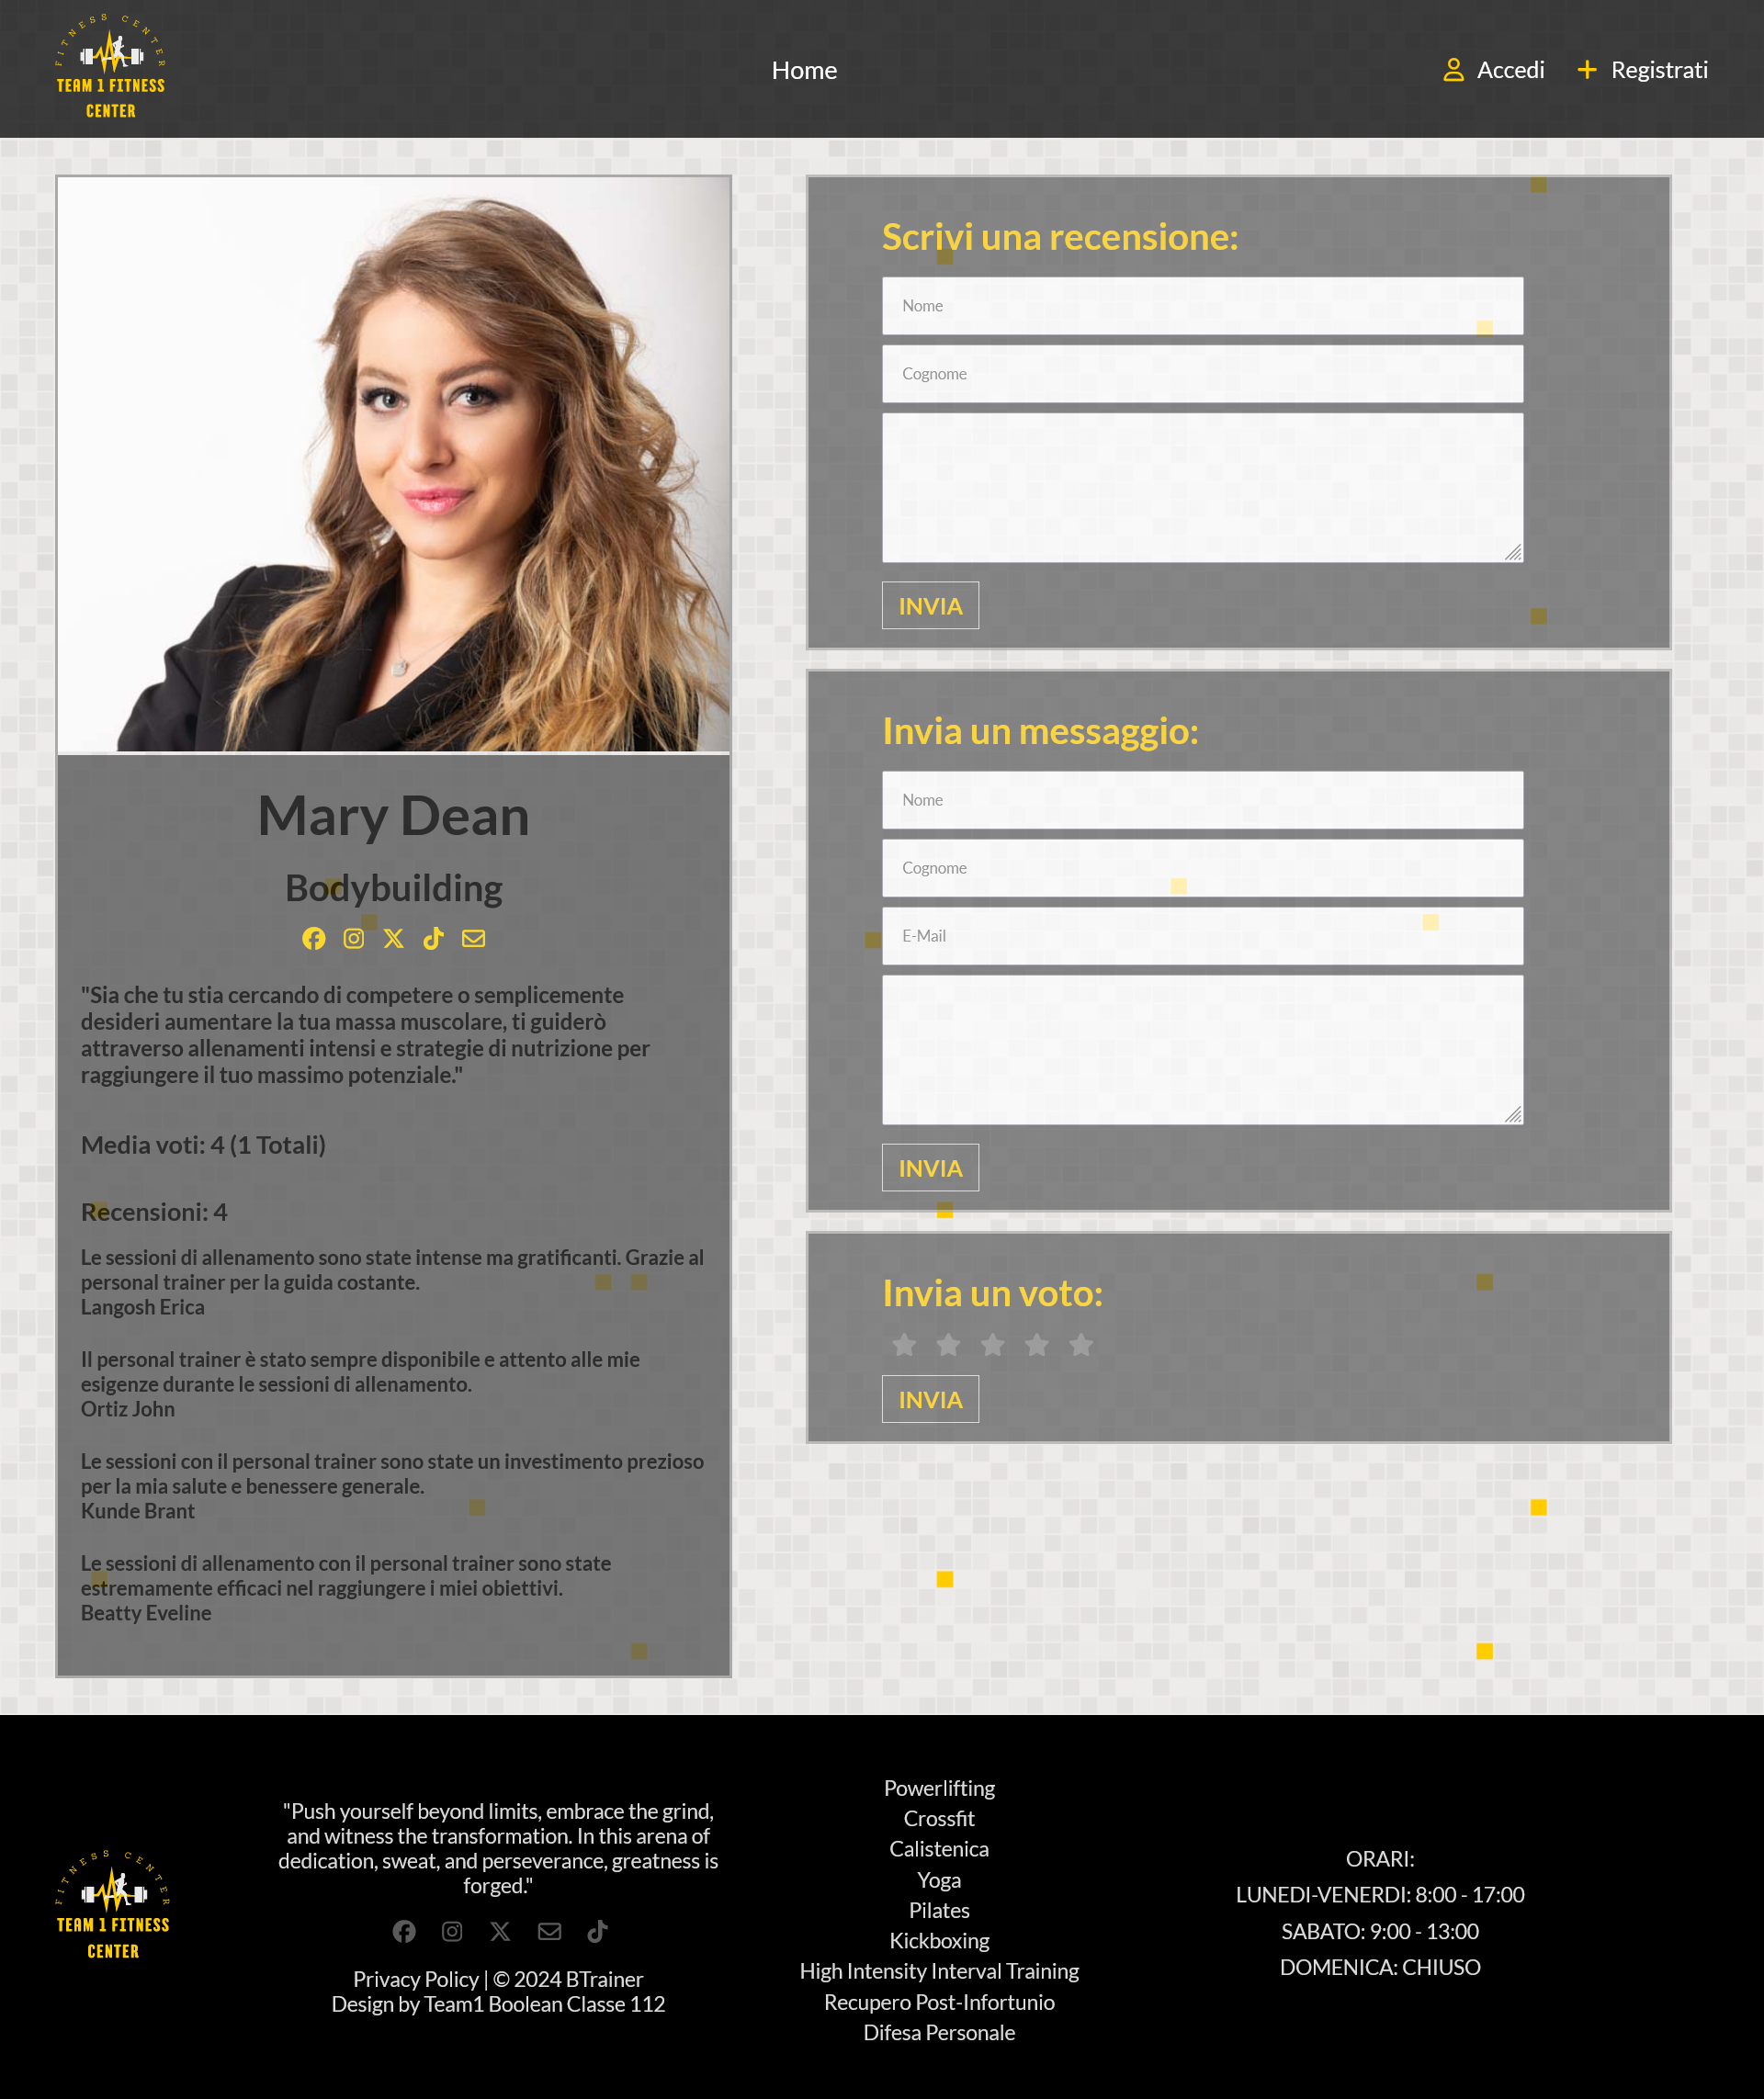 FITNESS CENTER
TEAM 1 FITNESS
CENTER
Home
Accedi
Registrati
Mary Dean
Bodybuilding
"Sia che tu stia cercando di competere o semplicemente
desideri aumentare la tua massa muscolare, ti guiderò
attraverso allenamenti intensi e strategie di nutrizione per
raggiungere il tuo massimo potenziale."
Media voti: 4 (1 Totali)
Recensioni: 4
Le sessioni di allenamento sono state intense ma gratificanti. Grazie al
personal trainer per la guida costante.
Langosh Erica
Il personal trainer è stato sempre disponibile e attento alle mie
esigenze durante le sessioni di allenamento.
Ortiz John
Le sessioni con il personal trainer sono state un investimento prezioso
per la mia salute e benessere generale.
Kunde Brant
Le sessioni di allenamento con il personal trainer sono state
estremamente efficaci nel raggiungere i miei obiettivi.
Beatty Eveline
Scrivi una recensione:
Nome
Cognome
INVIA
Invia un messaggio:
Nome
Cognome
E-Mail
INVIA
Invia un voto:
INVIA
FITNESS CENTER
TEAM 1 FITNESS
CENTER
"Push yourself beyond limits, embrace the grind,
and witness the transformation. In this arena of
dedication, sweat, and perseverance, greatness is
forged."
Privacy Policy | © 2024 BTrainer
Design by Team1 Boolean Classe 112
Powerlifting
Crossfit
Calistenica
Yoga
Pilates
Kickboxing
High Intensity Interval Training
Recupero Post-Infortunio
Difesa Personale
ORARI:
LUNEDI-VENERDI: 8:00 - 17:00
SABATO: 9:00 - 13:00
DOMENICA: CHIUSO